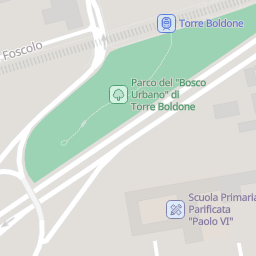 Torre Boldone
Foscolo
Parco del "Bosco
Urbano" di
Torre Boldone
Scuola Primaria
Parificata
"Paolo VI"